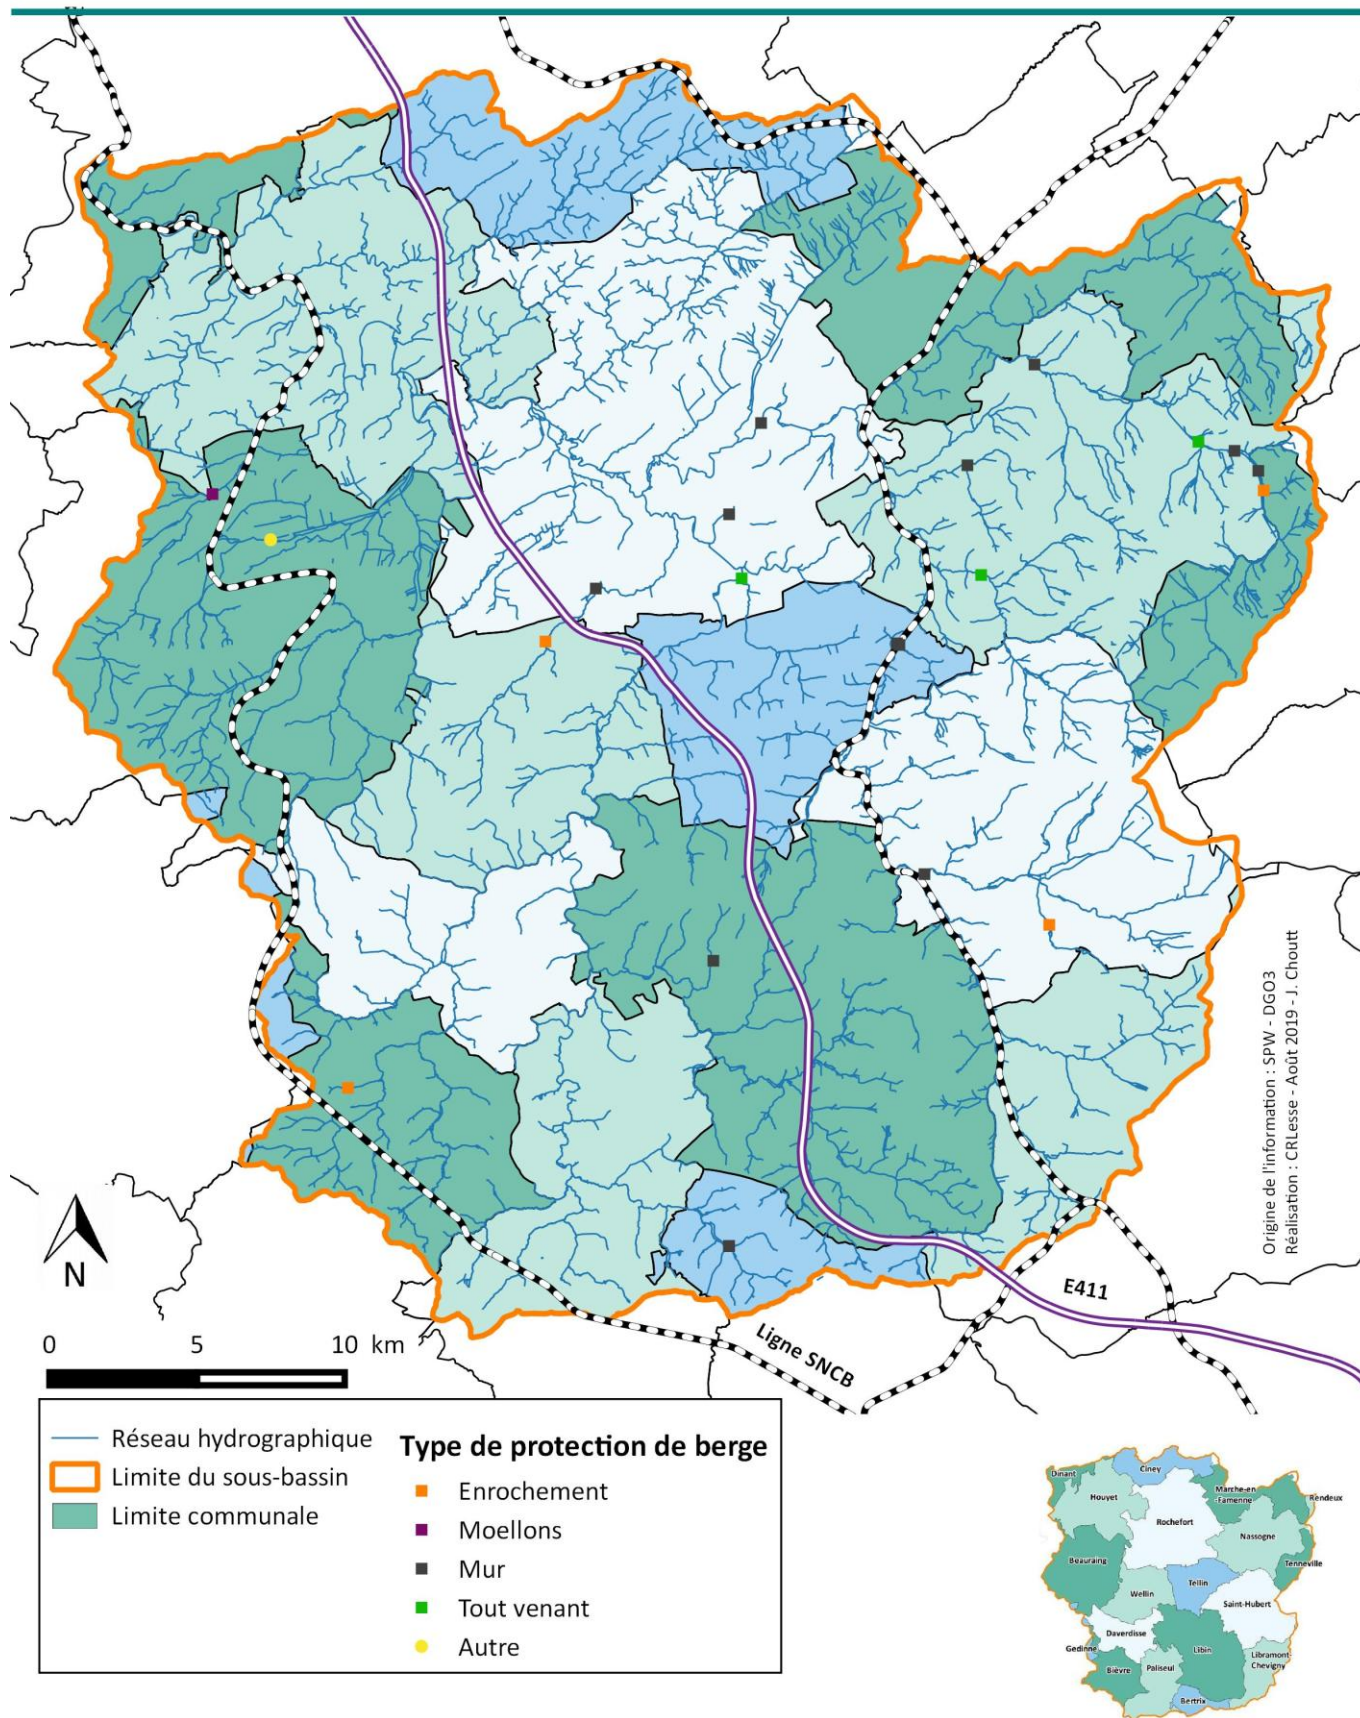 Origine de l'information : SPW - DGO3
Réalisation : CRLesse - Août 2019 - J. Choutt
N
E411
Ligne SNCB
0 5 10 km
Réseau hydrographique
Limite du sous-bassin
Limite communale
Type de protection de berge
Enrochement
Moellons
Mur
Tout venant
Autre
Dinant
Ciney
Houyet
Marche-en
-Famenne
Rendeux
Rochefort
Nassogne
Beauraing
Tenneville
Wellin
Tellin
Saint-Hubert
Daverdisse
Gedinne
Libin
Bièvre
Paliseul
Libramont-
Chevigny
Bertrix